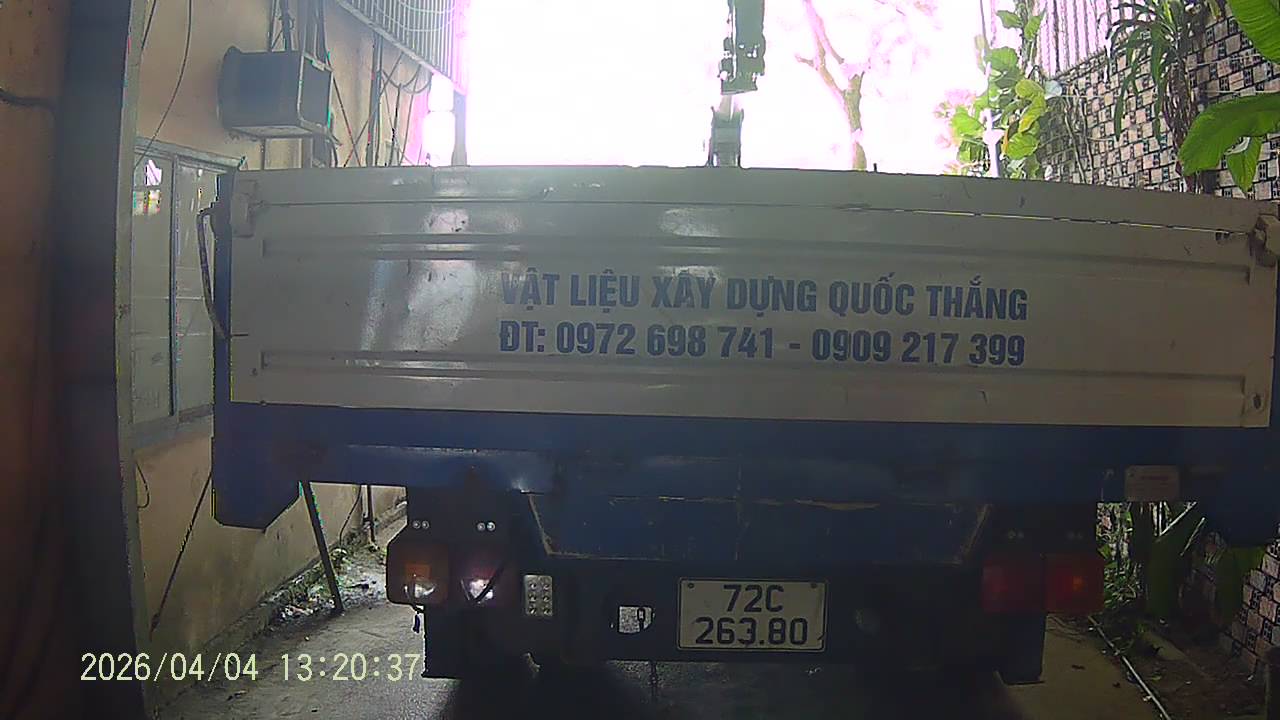 VẬT LIỆU XÂY DỰNG QUỐC THẮNG
ĐT: 0972 698 741 - 0909 217 399
72C
263.80
2026/04/04 13:20:37